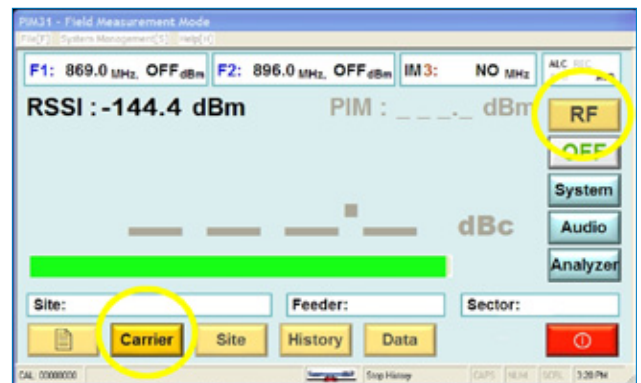 PIM31 - Field Measurement Mode
File[F] System Management[S] Help[H]
F1: 869.0 MHz, OFF dBm F2: 896.0 MHz, OFF dBm IM3: NO MHz ALC REC
RSSI :-144.4 dBm PIM : _ _ _._ dBm RF
OFF
System
_ _ _._ dBc Audio
Analyzer
Site: Feeder: Sector:
Carrier Site History Data
CAL: 00000000 Stop History CAPS NUM SCRL 3:28 PM